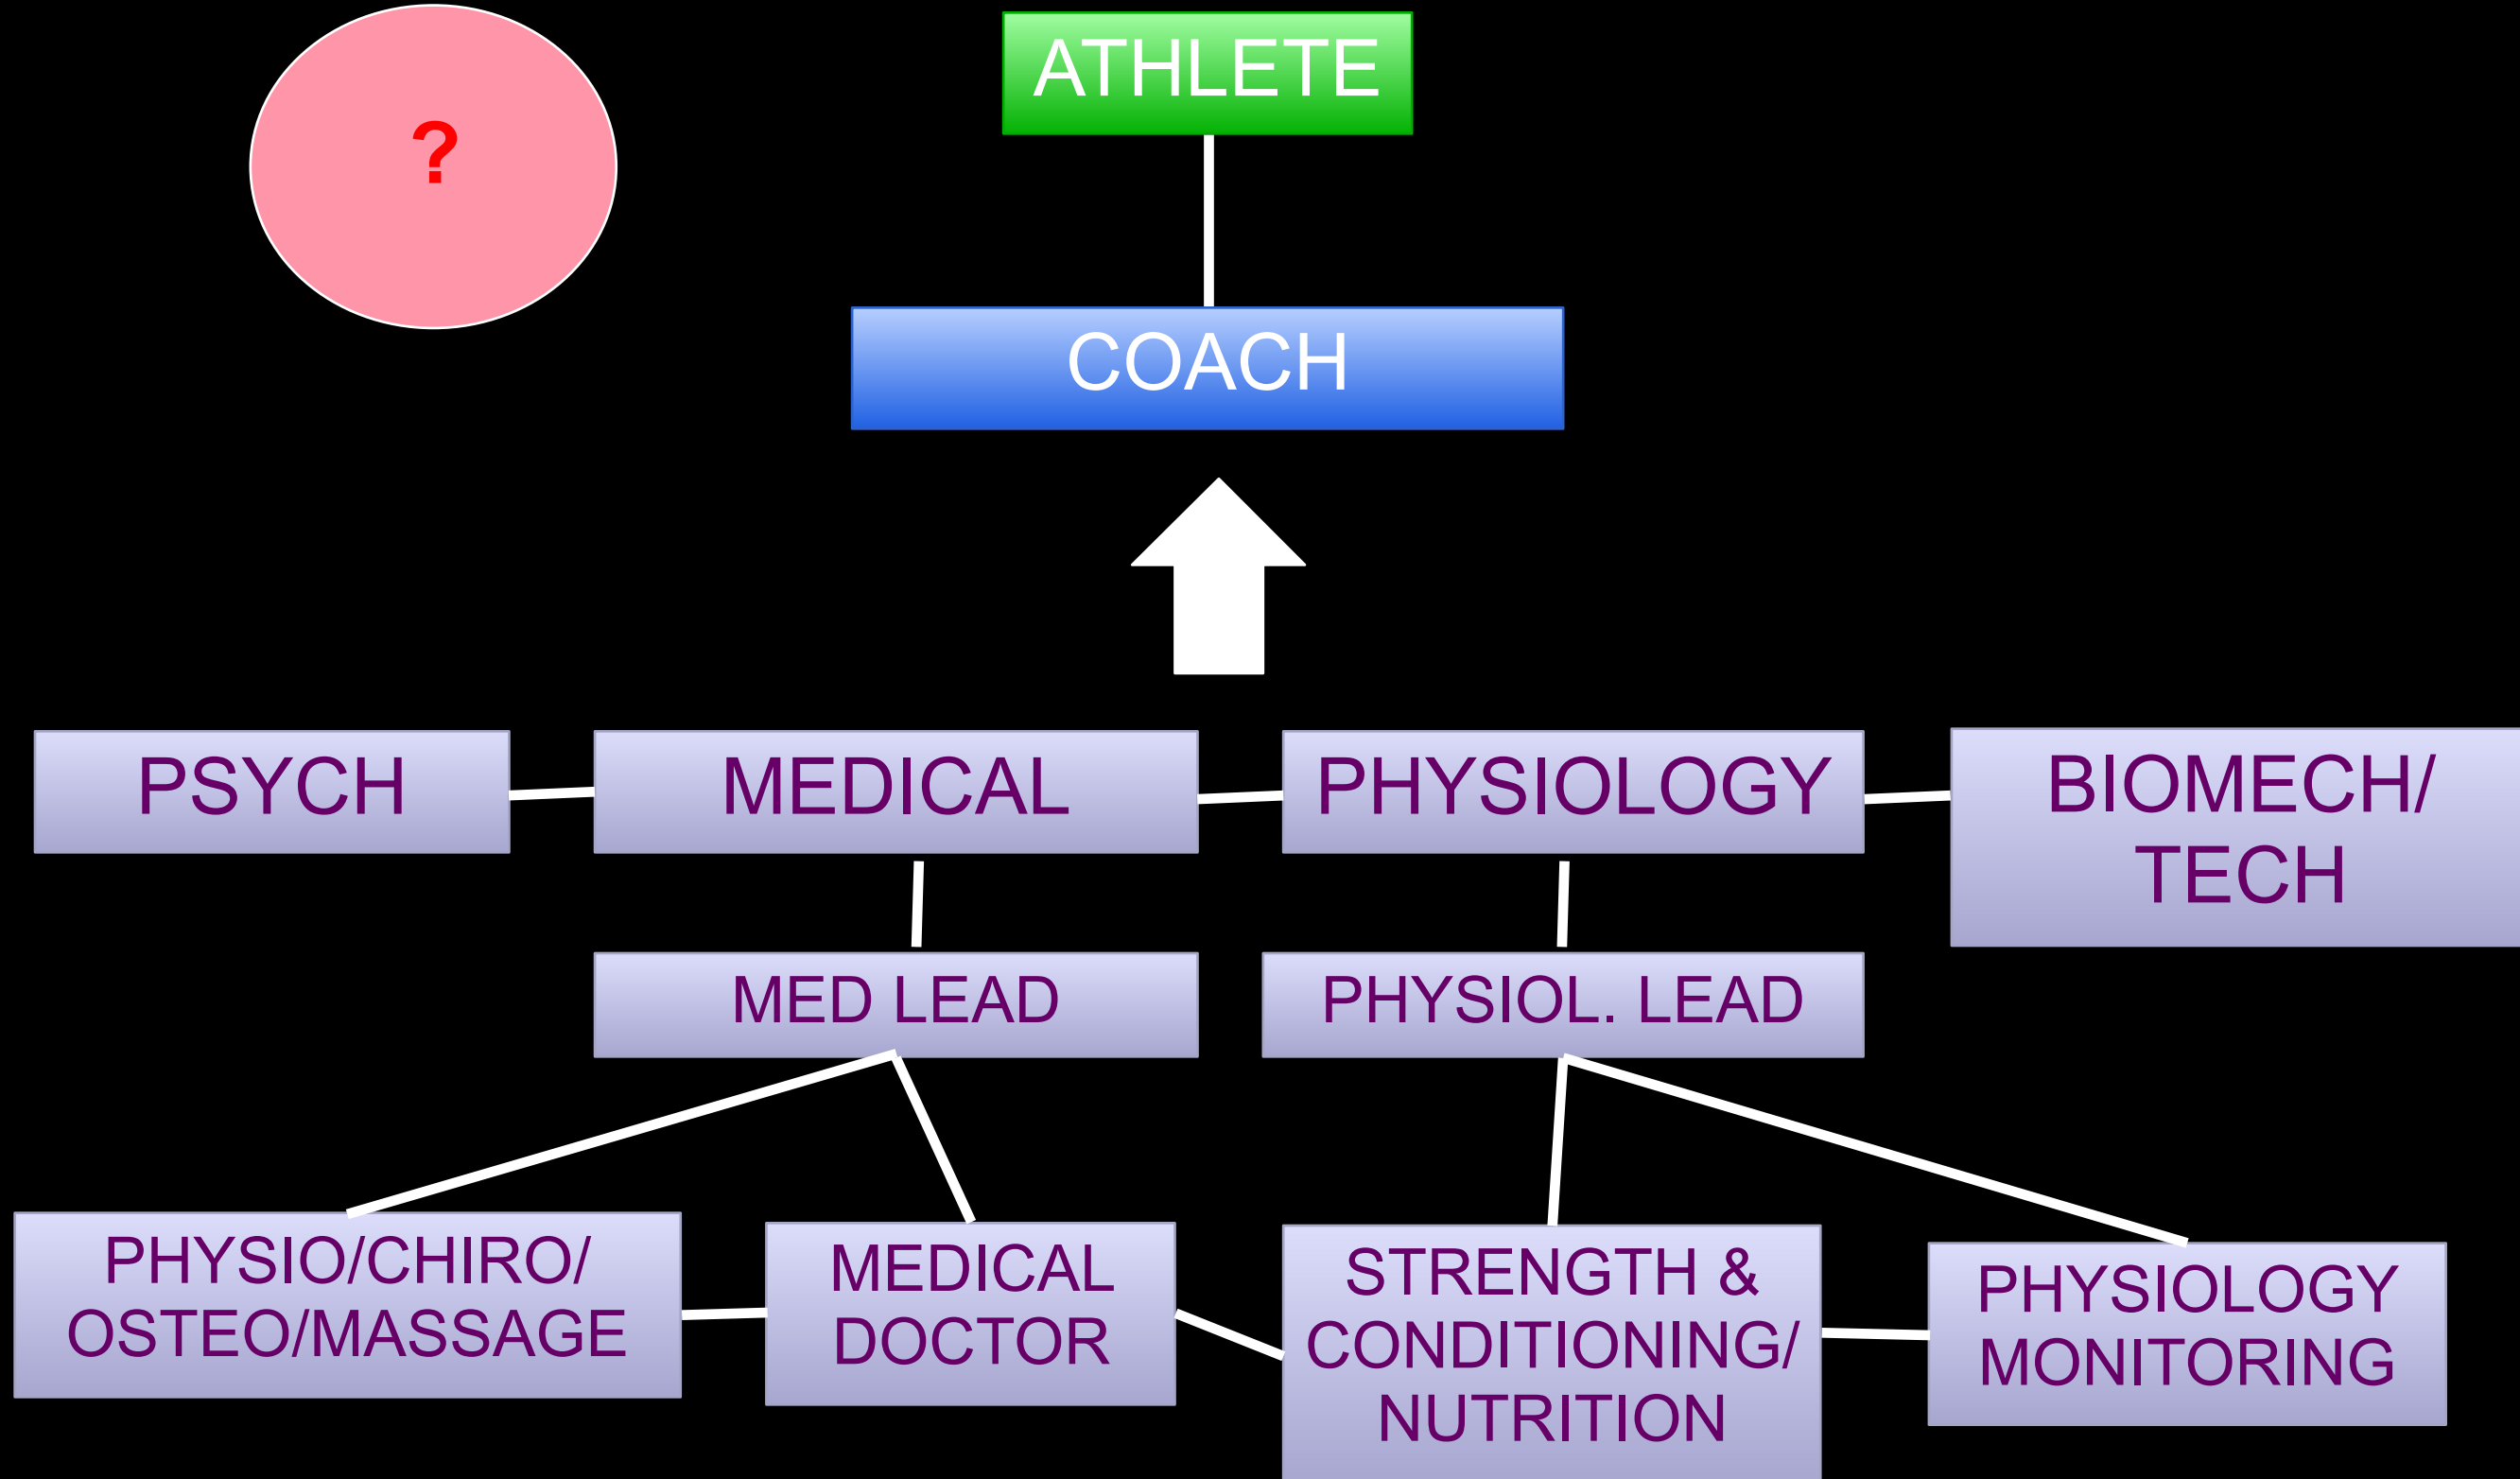 ?
ATHLETE
COACH
PSYCH
MEDICAL
PHYSIOLOGY
BIOMECH/
TECH
MED LEAD
PHYSIOL. LEAD
PHYSIO/CHIRO/
OSTEO/MASSAGE
MEDICAL
DOCTOR
STRENGTH &
CONDITIONING/
NUTRITION
PHYSIOLOGY
MONITORING